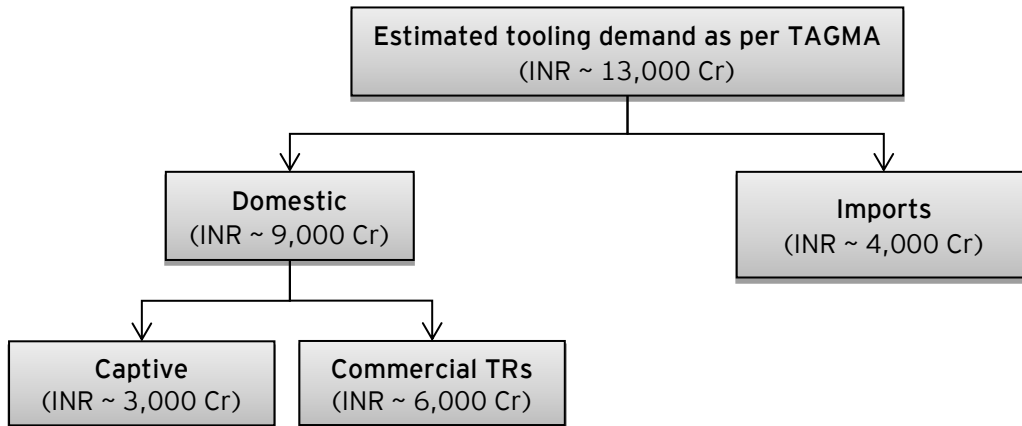 Estimated tooling demand as per TAGMA
(INR ~ 13,000 Cr)
Domestic
(INR ~ 9,000 Cr)
Imports
(INR ~ 4,000 Cr)
Captive
(INR ~ 3,000 Cr)
Commercial TRs
(INR ~ 6,000 Cr)